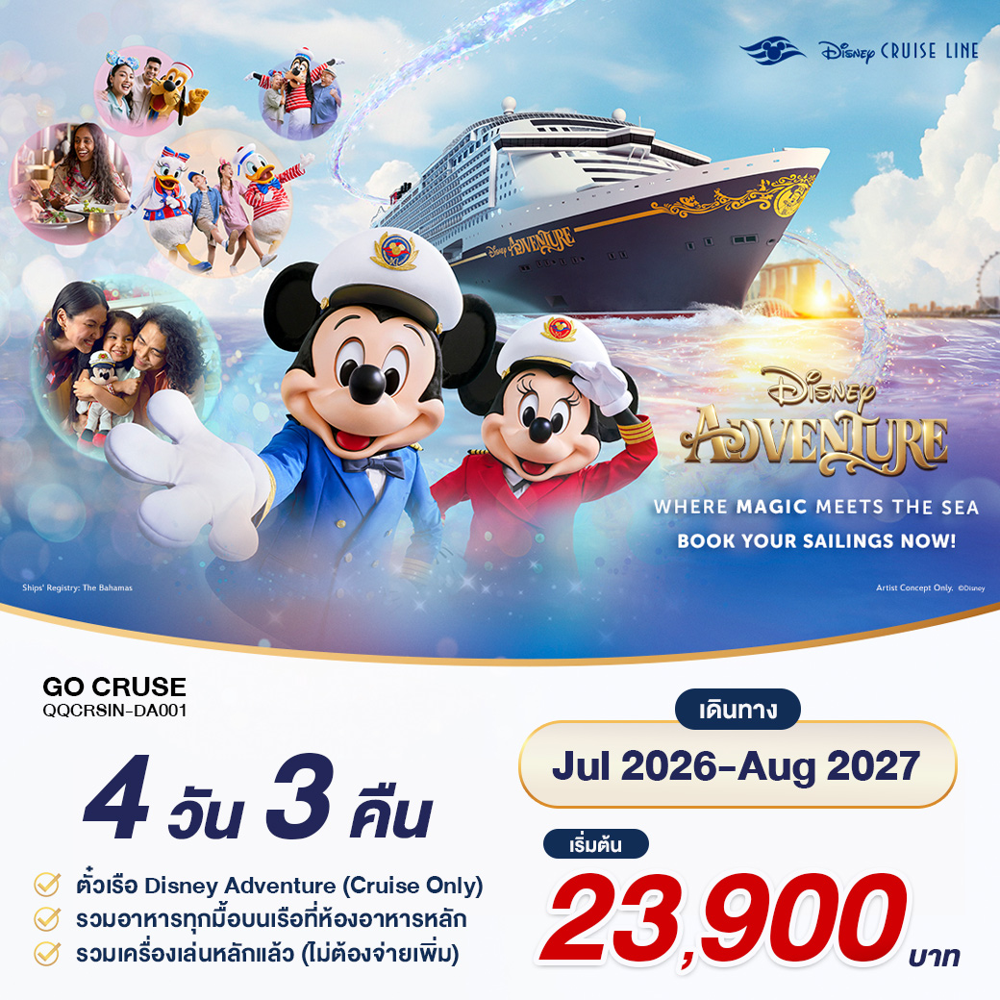 Disney CRUISE LINE
Disney ADVENTURE
Disney
ADVENTURE
WHERE MAGIC MEETS THE SEA
BOOK YOUR SAILINGS NOW!
Ships' Registry: The Bahamas
Artist Concept Only. ©Disney
GO CRUSE
QQCRSIN-DA001
เดินทาง
Jul 2026-Aug 2027
4 วัน 3 คืน
เริ่มต้น
23,900 บาท
ตั๋วเรือ Disney Adventure (Cruise Only)
รวมอาหารทุกมื้อบนเรือที่ห้องอาหารหลัก
รวมเครื่องเล่นหลักแล้ว (ไม่ต้องจ่ายเพิ่ม)